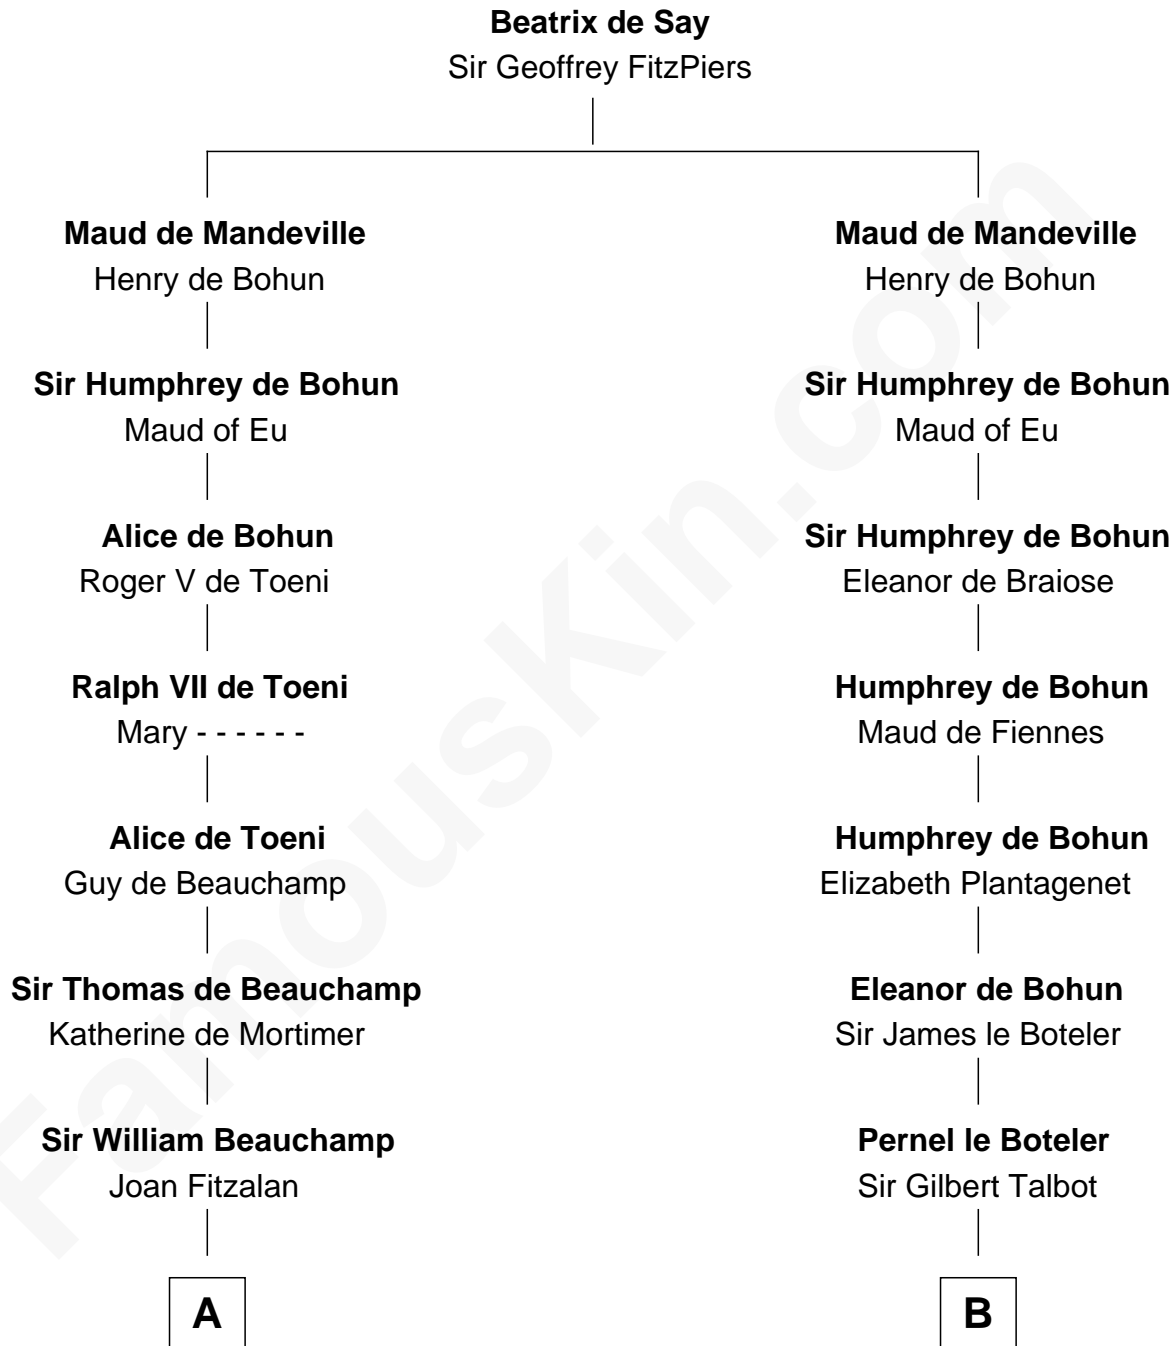 Beatrix de Say
Sir Geoffrey FitzPiers
Maud de Mandeville
Henry de Bohun
Maud de Mandeville
Henry de Bohun
Sir Humphrey de Bohun
Maud of Eu
Sir Humphrey de Bohun
Maud of Eu
Alice de Bohun
Roger V de Toeni
Sir Humphrey de Bohun
Eleanor de Braiose
Ralph VII de Toeni
Mary - - - - - -
Humphrey de Bohun
Maud de Fiennes
Alice de Toeni
Guy de Beauchamp
Humphrey de Bohun
Elizabeth Plantagenet
Sir Thomas de Beauchamp
Katherine de Mortimer
Eleanor de Bohun
Sir James le Boteler
Sir William Beauchamp
Joan Fitzalan
Pernel le Boteler
Sir Gilbert Talbot
A
B
FamousKin.com